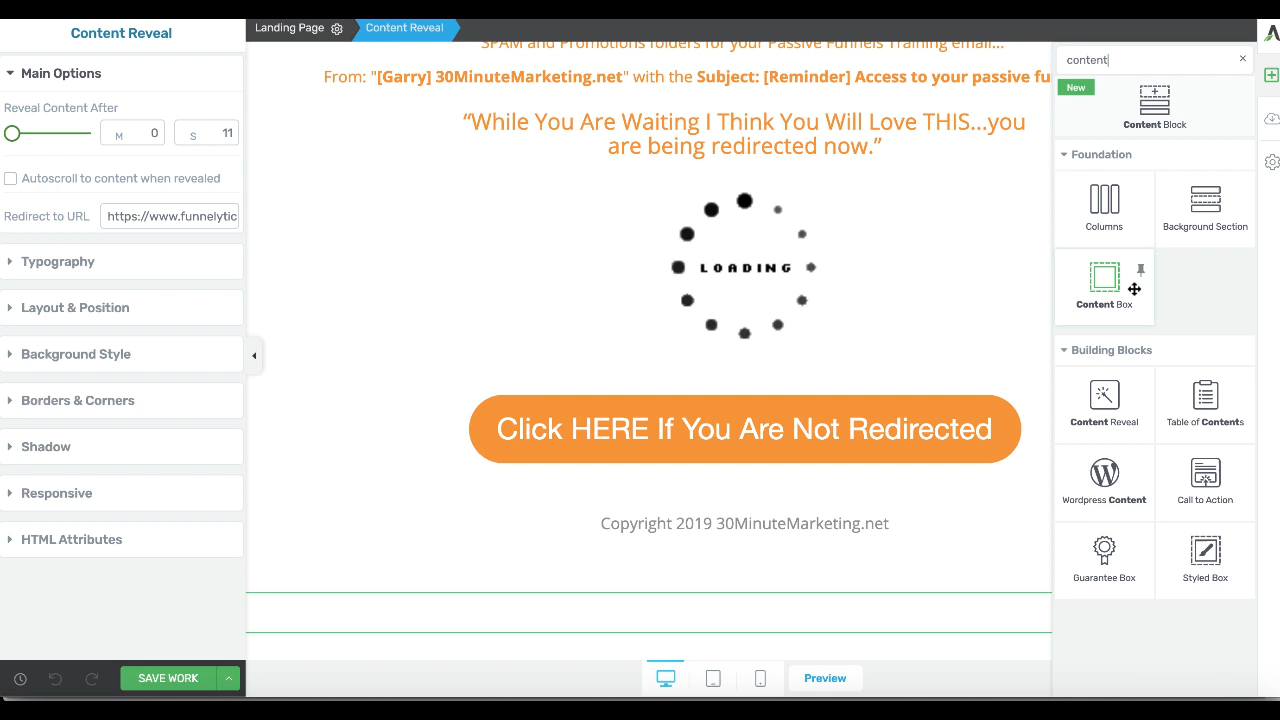 Content Reveal
Main Options
Reveal Content After
M 0 S 11
Autoscroll to content when revealed
Redirect to URL https://www.funnelytic
Typography
Layout & Position
Background Style
Borders & Corners
Shadow
Responsive
HTML Attributes
SAVE WORK
Landing Page Content Reveal
SPAM and Promotions folders for your Passive Funnels Training email...
From: "[Garry] 30MinuteMarketing.net" with the Subject: [Reminder] Access to your passive fu
“While You Are Waiting I Think You Will Love THIS...you
are being redirected now.”
LOADING
Click HERE If You Are Not Redirected
Copyright 2019 30MinuteMarketing.net
Preview
content
New
Content Block
Foundation
Columns Background Section
Content Box
Building Blocks
Content Reveal Table of Contents
Wordpress Content Call to Action
Guarantee Box Styled Box